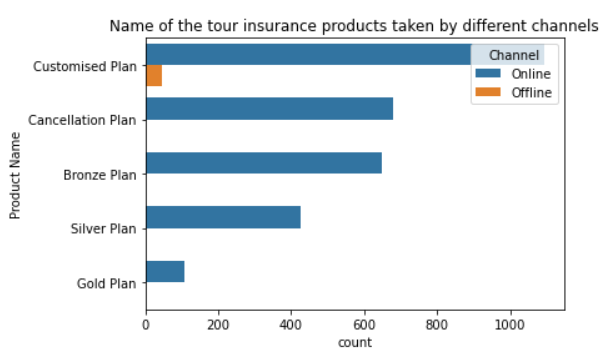 Name of the tour insurance products taken by different channels
Channel
Online
Offline
Product Name
Customised Plan
Cancellation Plan
Bronze Plan
Silver Plan
Gold Plan
0 200 400 600 800 1000
count